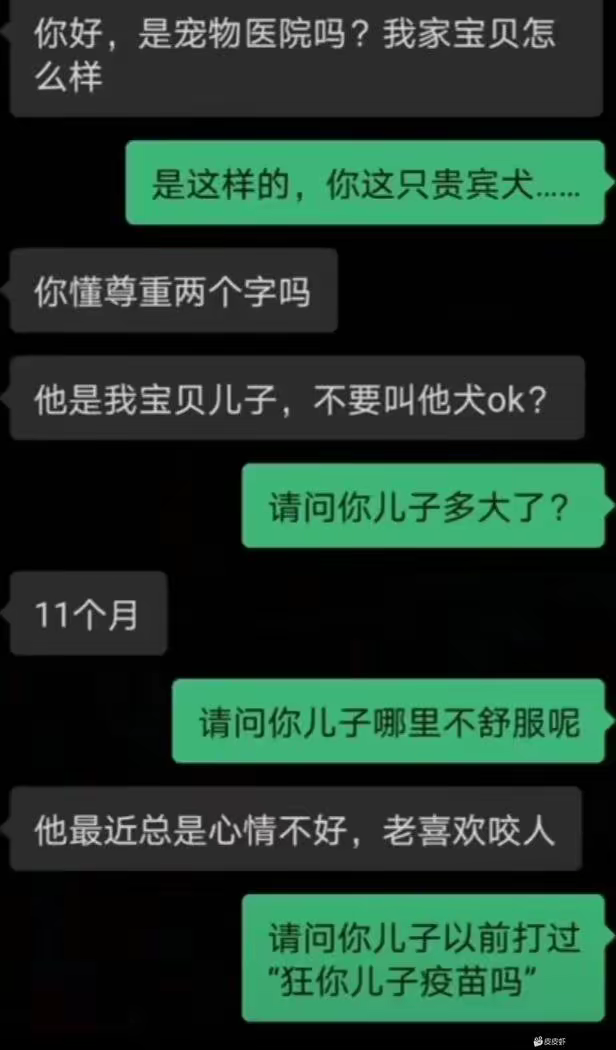 你好，是宠物医院吗？我家宝贝怎
么样
是这样的，你这只贵宾犬……
你懂尊重两个字吗
他是我宝贝儿子，不要叫他犬ok？
请问你儿子多大了？
11个月
请问你儿子哪里不舒服呢
他最近总是心情不好，老喜欢咬人
请问你儿子以前打过
“狂你儿子疫苗吗”
皮皮虾